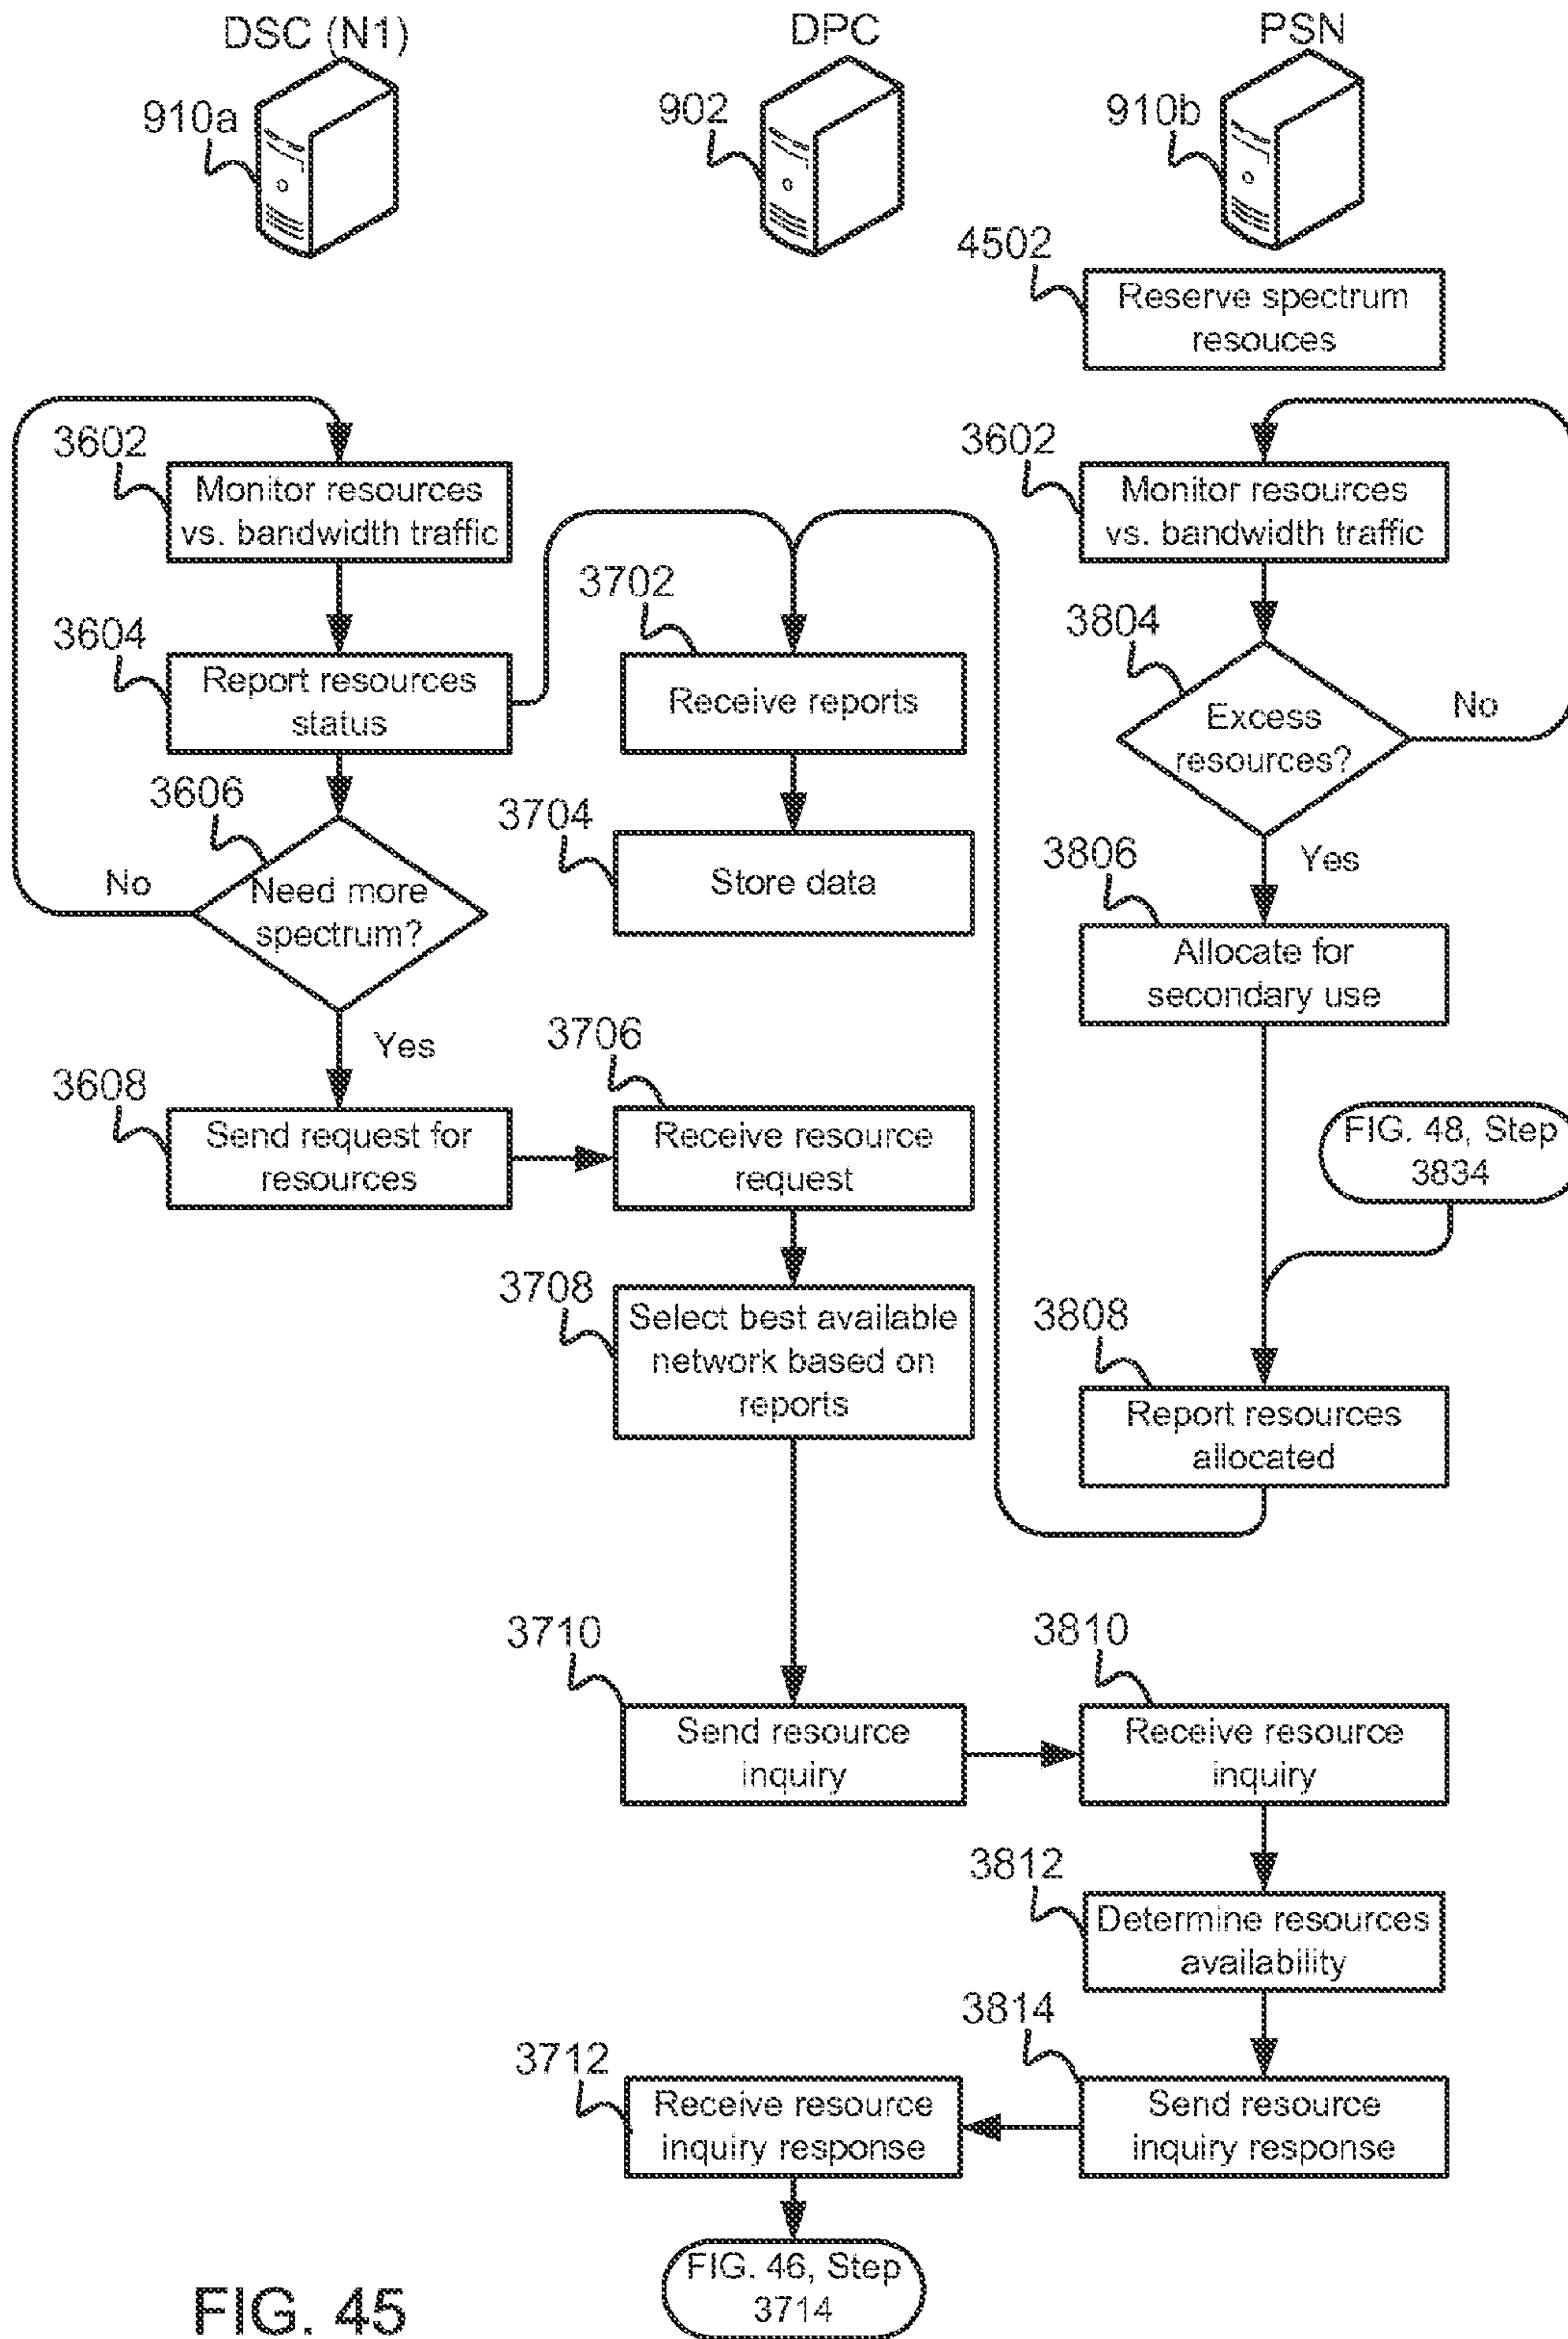 DSC (N1)
DPC
PSN
910a
902
910b
4502
Reserve spectrum
resouces
3602
Monitor resources
vs. bandwidth traffic
3602
Monitor resources
vs. bandwidth traffic
3702
3804
3604
Report resources
status
Receive reports
Excess
resources?
No
3606
3704
Need more
spectrum?
No
Store data
Yes
3806
Allocate for
secondary use
Yes
3706
3608
Send request for
resources
Receive resource
request
FIG. 48, Step
3834
3708
Select best available
network based on
reports
3808
Report resources
allocated
3710
3810
Send resource
inquiry
Receive resource
inquiry
3812
Determine resources
availability
3814
3712
Receive resource
inquiry response
Send resource
inquiry response
FIG. 46, Step
3714
FIG. 45